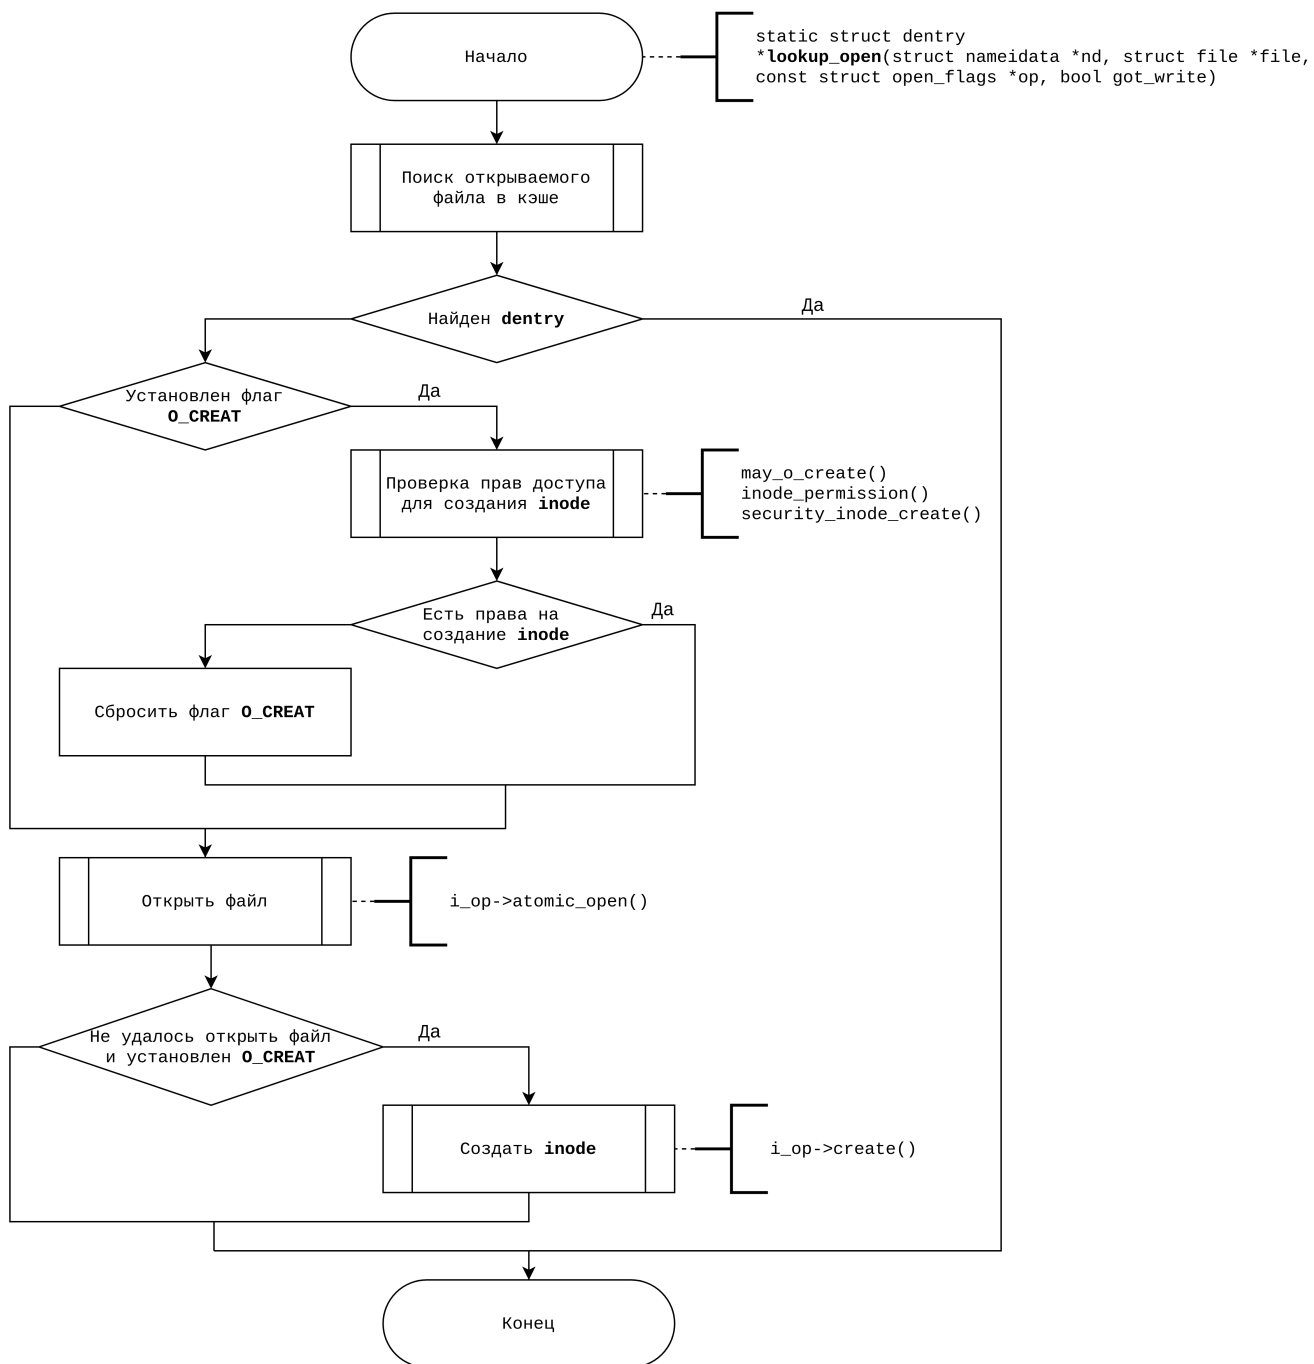 Начало
static struct dentry
*lookup_open(struct nameidata *nd, struct file *file,
const struct open_flags *op, bool got_write)
Поиск открываемого
файла в кэше
Найден dentry
Да
Установлен флаг
O_CREAT
Да
Проверка прав доступа
для создания inode
may_o_create()
inode_permission()
security_inode_create()
Есть права на
создание inode
Да
Сбросить флаг O_CREAT
Открыть файл
i_op->atomic_open()
Не удалось открыть файл
и установлен O_CREAT
Да
Создать inode
i_op->create()
Конец